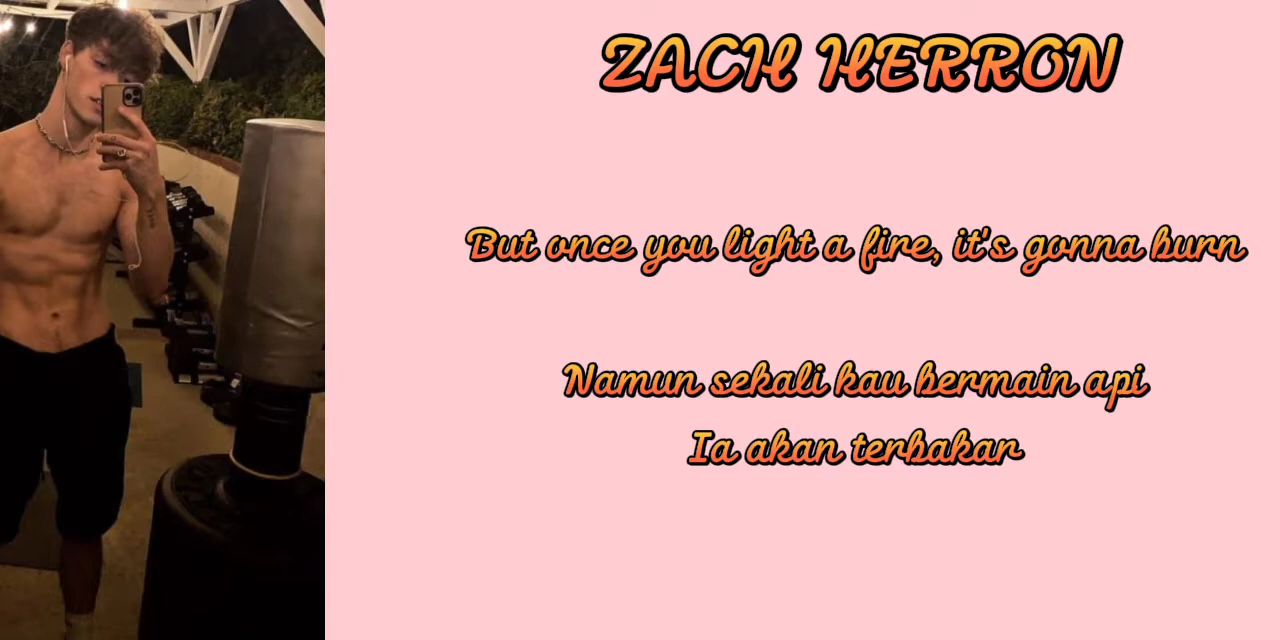 ZACH HERRON
But once you light a fire, it's gonna burn
Namun sekali kau bermain api
Ia akan terbakar